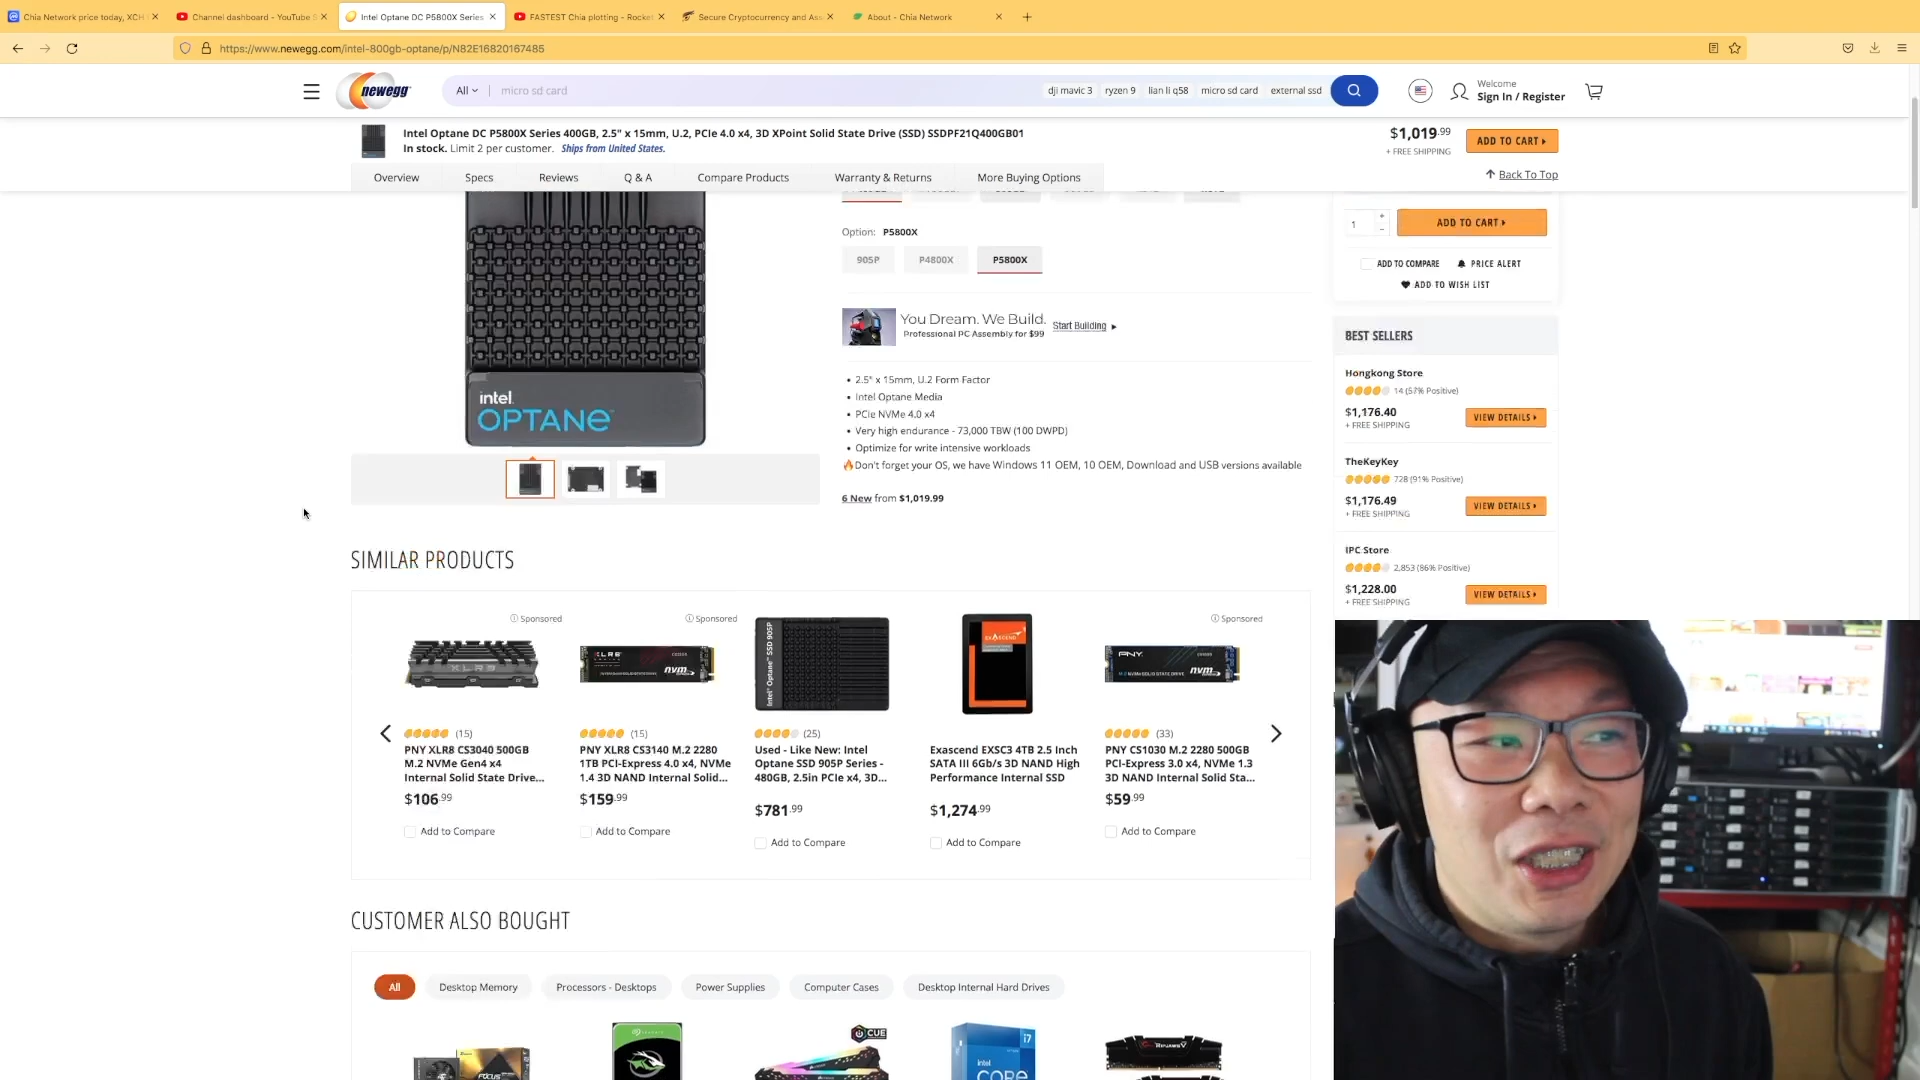 Chia Network price today, XCH
Channel dashboard - YouTube S
Intel Optane DC P5800X Series
FASTEST Chia plotting - Rocket
Secure Cryptocurrency and Ass
About - Chia Network
https://www.newegg.com/intel-800gb-optane/p/N82E16820167485
newegg
All
micro sd card
dji mavic 3
ryzen 9
lian li q58
micro sd card
external ssd
Welcome
Sign In / Register
Intel Optane DC P5800X Series 400GB, 2.5" x 15mm, U.2, PCIe 4.0 x4, 3D XPoint Solid State Drive (SSD) SSDPF21Q400GB01
In stock. Limit 2 per customer. Ships from United States.
$1,019.99
+ FREE SHIPPING
ADD TO CART
Overview
Specs
Reviews
Q & A
Compare Products
Warranty & Returns
More Buying Options
Back To Top
intel
OPTANE
Option: P5800X
905P
P4800X
P5800X
You Dream. We Build.
Professional PC Assembly for $99
Start Building
• 2.5" x 15mm, U.2 Form Factor
• Intel Optane Media
• PCIe NVMe 4.0 x4
• Very high endurance - 73,000 TBW (100 DWPD)
• Optimize for write intensive workloads
🔥Don't forget your OS, we have Windows 11 OEM, 10 OEM, Download and USB versions available
6 New from $1,019.99
1
ADD TO CART
ADD TO COMPARE
PRICE ALERT
ADD TO WISH LIST
BEST SELLERS
Hongkong Store
14 (57% Positive)
$1,176.40
+ FREE SHIPPING
VIEW DETAILS
TheKeyKey
728 (91% Positive)
$1,176.49
+ FREE SHIPPING
VIEW DETAILS
IPC Store
2,853 (86% Positive)
$1,228.00
+ FREE SHIPPING
VIEW DETAILS
SIMILAR PRODUCTS
Sponsored
XLR8
(15)
PNY XLR8 CS3040 500GB
M.2 NVMe Gen4 x4
Internal Solid State Drive...
$106.99
Add to Compare
Sponsored
XLR8
nvm
(15)
PNY XLR8 CS3140 M.2 2280
1TB PCI-Express 4.0 x4, NVMe
1.4 3D NAND Internal Solid...
$159.99
Add to Compare
Intel® Optane™ SSD 905P
(25)
Used - Like New: Intel
Optane SSD 905P Series -
480GB, 2.5in PCIe x4, 3D...
$781.99
Add to Compare
EXASCEND
Exascend EXSC3 4TB 2.5 Inch
SATA III 6Gb/s 3D NAND High
Performance Internal SSD
$1,274.99
Add to Compare
Sponsored
PNY
nvm
(33)
PNY CS1030 M.2 2280 500GB
PCI-Express 3.0 x4, NVMe 1.3
3D NAND Internal Solid Sta...
$59.99
Add to Compare
CUSTOMER ALSO BOUGHT
All
Desktop Memory
Processors - Desktops
Power Supplies
Computer Cases
Desktop Internal Hard Drives
FOCUS
CUE
i7
intel
CORE
RIPJAWS V